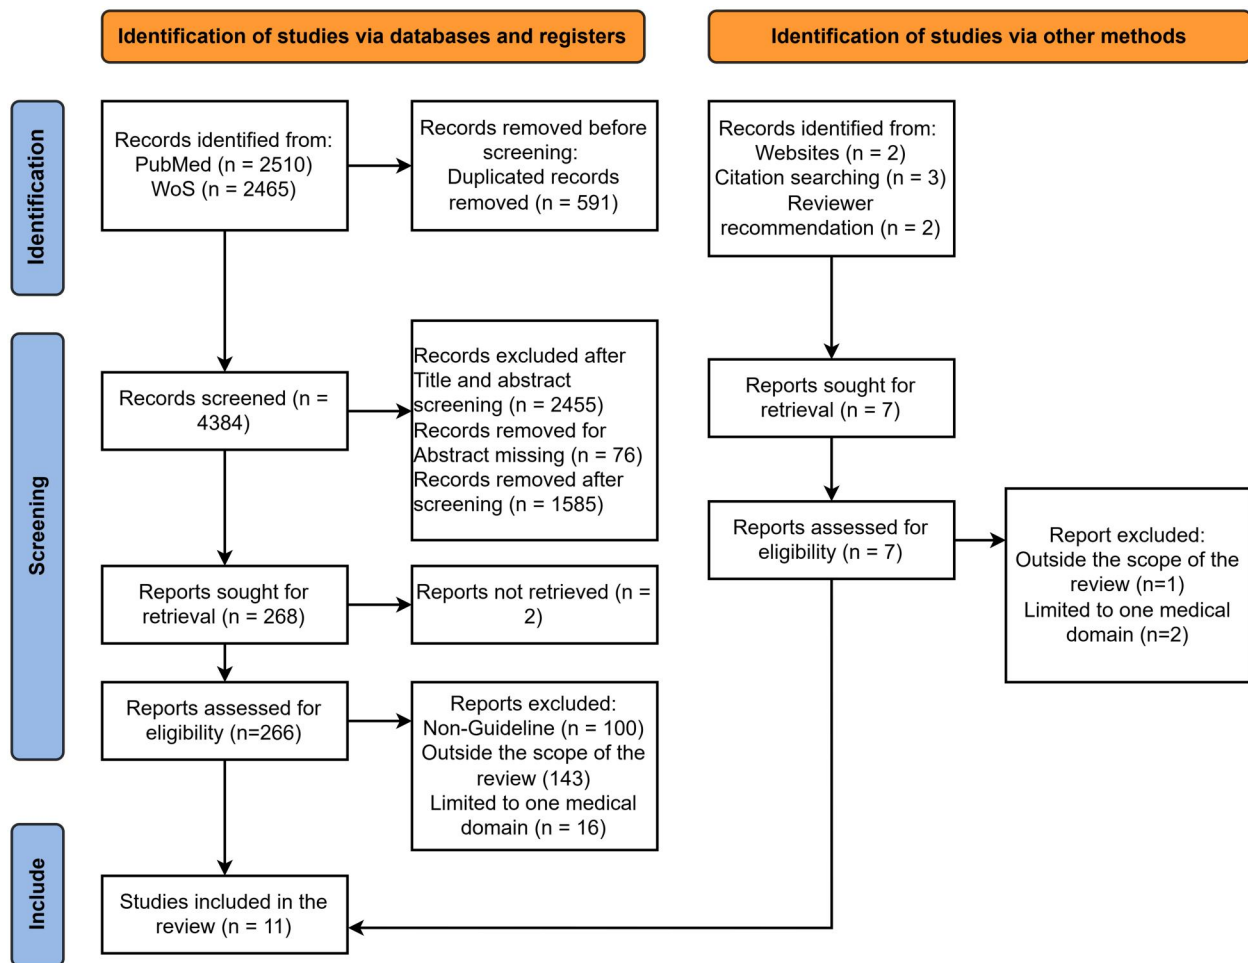 Identification of studies via databases and registers
Identification of studies via other methods
Identification
Records identified from:
PubMed (n = 2510)
WoS (n = 2465)
Records removed before
screening:
Duplicated records
removed (n = 591)
Records identified from:
Websites (n = 2)
Citation searching (n = 3)
Reviewer
recommendation (n = 2)
Screening
Records screened (n =
4384)
Records excluded after
Title and abstract
screening (n = 2455)
Records removed for
Abstract missing (n = 76)
Records removed after
screening (n = 1585)
Reports sought for
retrieval (n = 7)
Reports assessed for
eligibility (n = 7)
Report excluded:
Outside the scope of the
review (n=1)
Limited to one medical
domain (n=2)
Reports sought for
retrieval (n = 268)
Reports not retrieved (n =
2)
Reports assessed for
eligibility (n=266)
Reports excluded:
Non-Guideline (n = 100)
Outside the scope of the
review (143)
Limited to one medical
domain (n = 16)
Include
Studies included in the
review (n = 11)